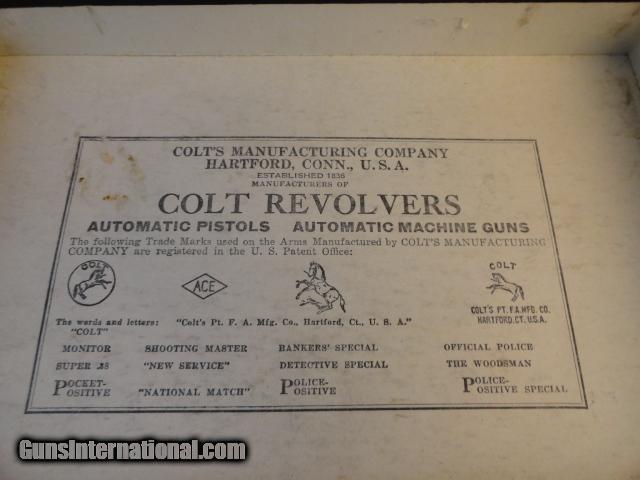 COLT'S MANUFACTURING COMPANY
HARTFORD, CONN., U.S.A.
ESTABLISHED 1836
MANUFACTURERS OF
COLT REVOLVERS
AUTOMATIC PISTOLS AUTOMATIC MACHINE GUNS
The following Trade Marks used on the Arms Manufactured by COLT'S MANUFACTURING
COMPANY are registered in the U. S. Patent Office:
COLT
ACE
COLT
COLT'S PT. F.A. MFG. CO.
HARTFORD, CT. U.S.A.
The words and letters: "Colt's Pt. F. A. Mfg. Co., Hartford, Ct., U. S. A."
"COLT"
MONITOR SHOOTING MASTER BANKERS' SPECIAL OFFICIAL POLICE
SUPER .38 "NEW SERVICE" DETECTIVE SPECIAL THE WOODSMAN
POCKET-POSITIVE "NATIONAL MATCH" POLICE-POSITIVE POLICE-POSITIVE SPECIAL
GunsInternational.com